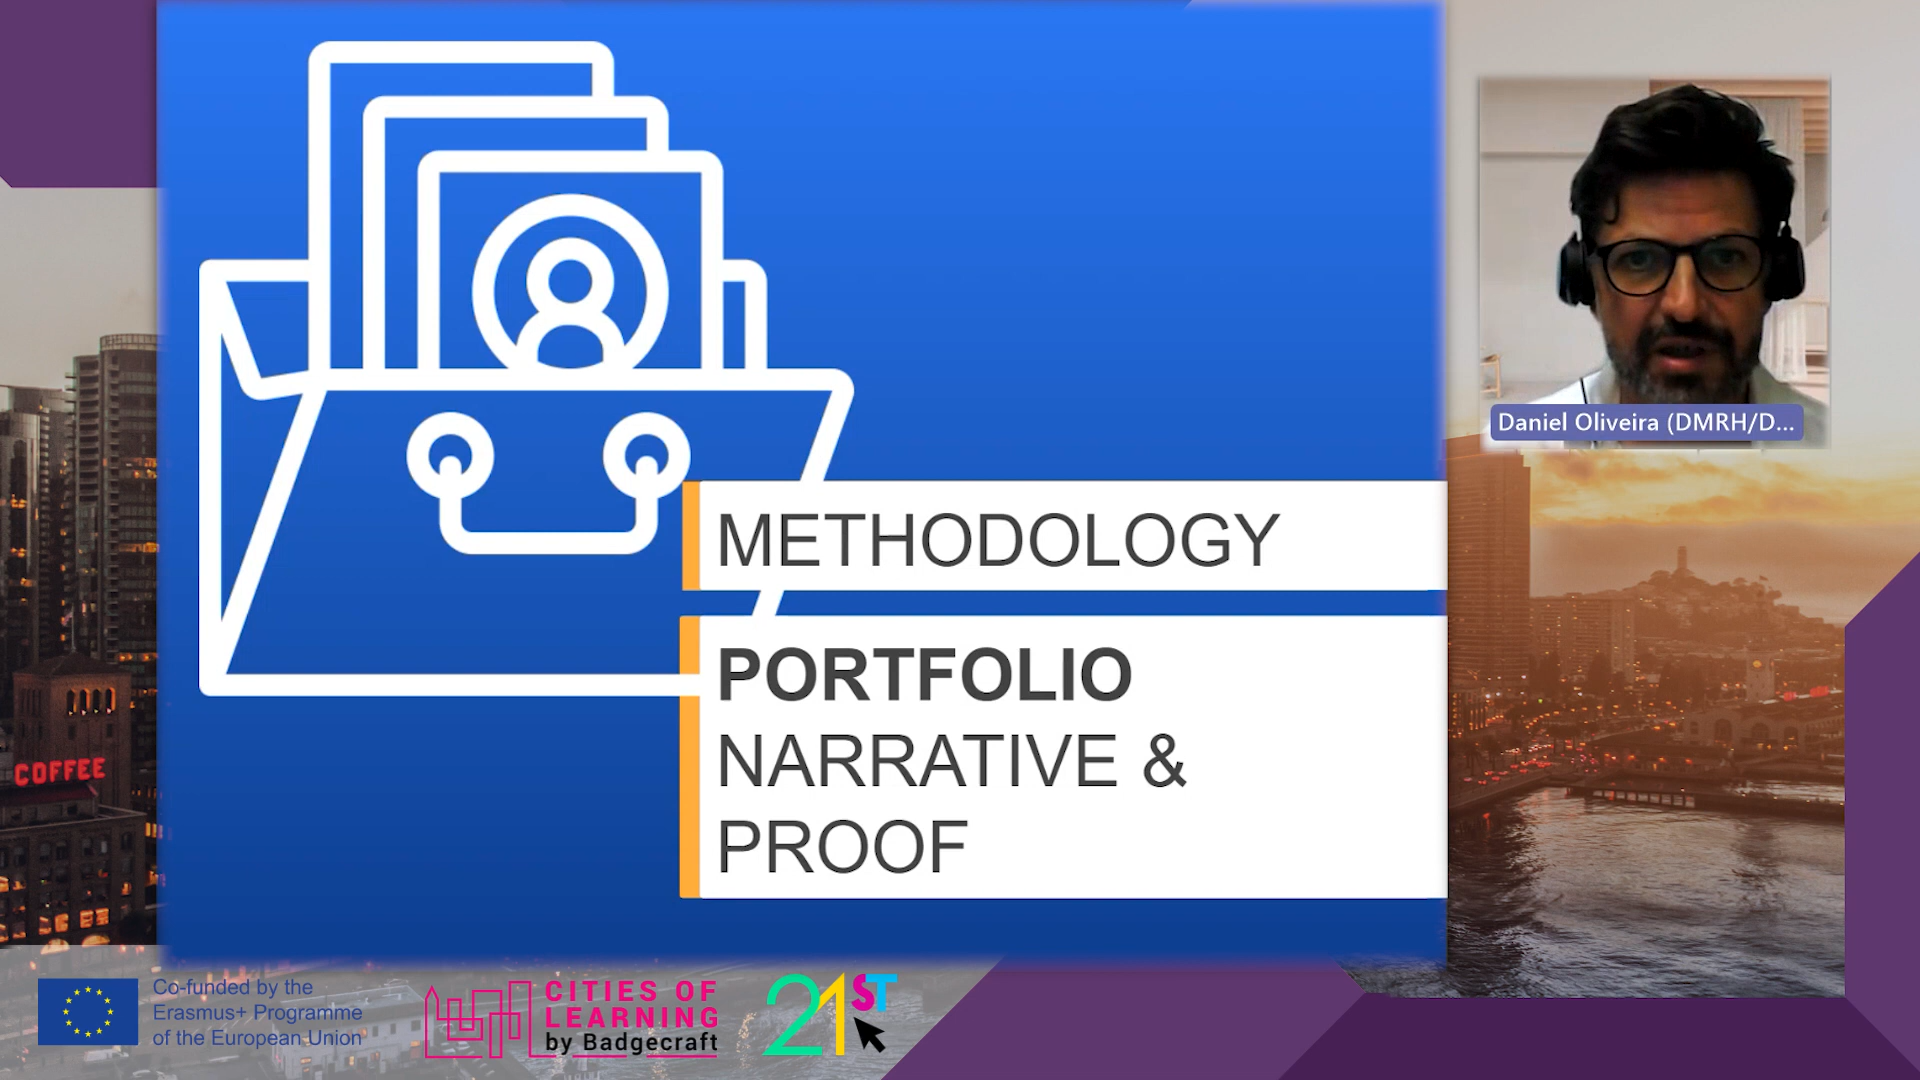 METHODOLOGY
PORTFOLIO
NARRATIVE &
PROOF
Daniel Oliveira (DMRH/D...
COFFEE
Co-funded by the
Erasmus+ Programme
of the European Union
CITIES OF
LEARNING
by Badgecraft
21ST